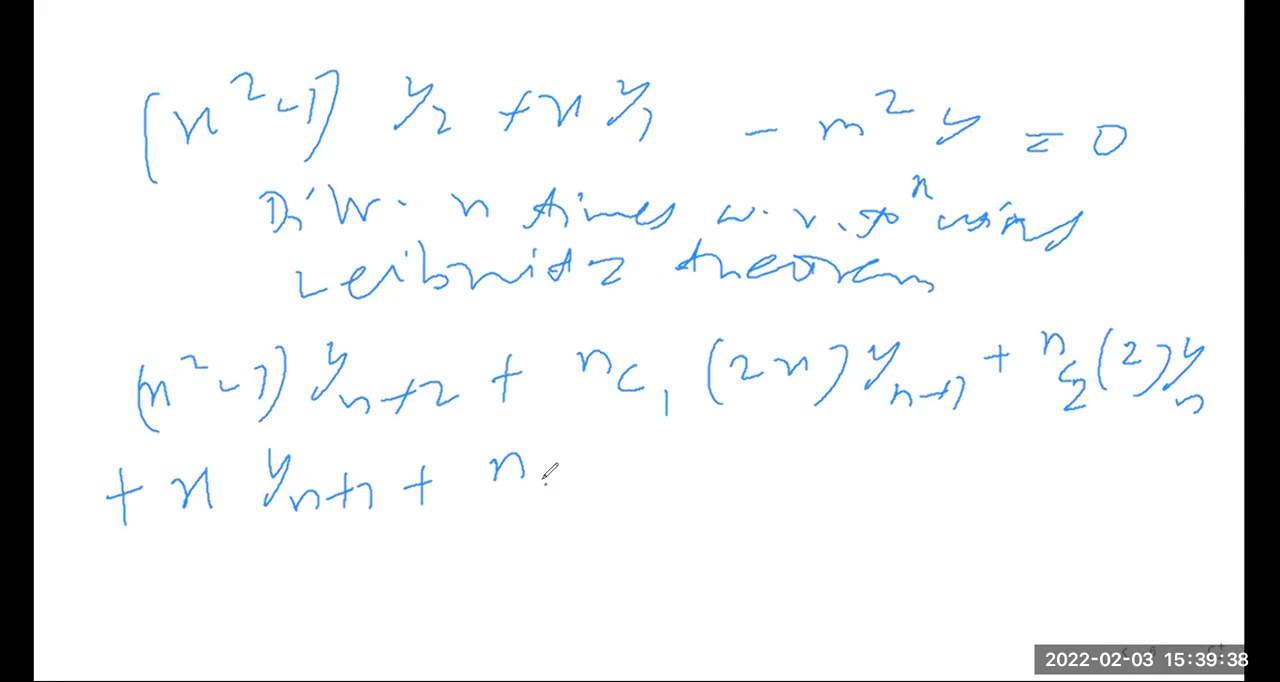 (x² - 1) y₂ + x y₁ - m² y = 0
Diff. n times w.r.to x using
Leibnitz theorem
(x² - 1) yₙ₊₂ + nc₁ (2x) yₙ₊₁ + nc₂ (2) yₙ
+ x yₙ₊₁ + n
2022-02-03 15:39:38